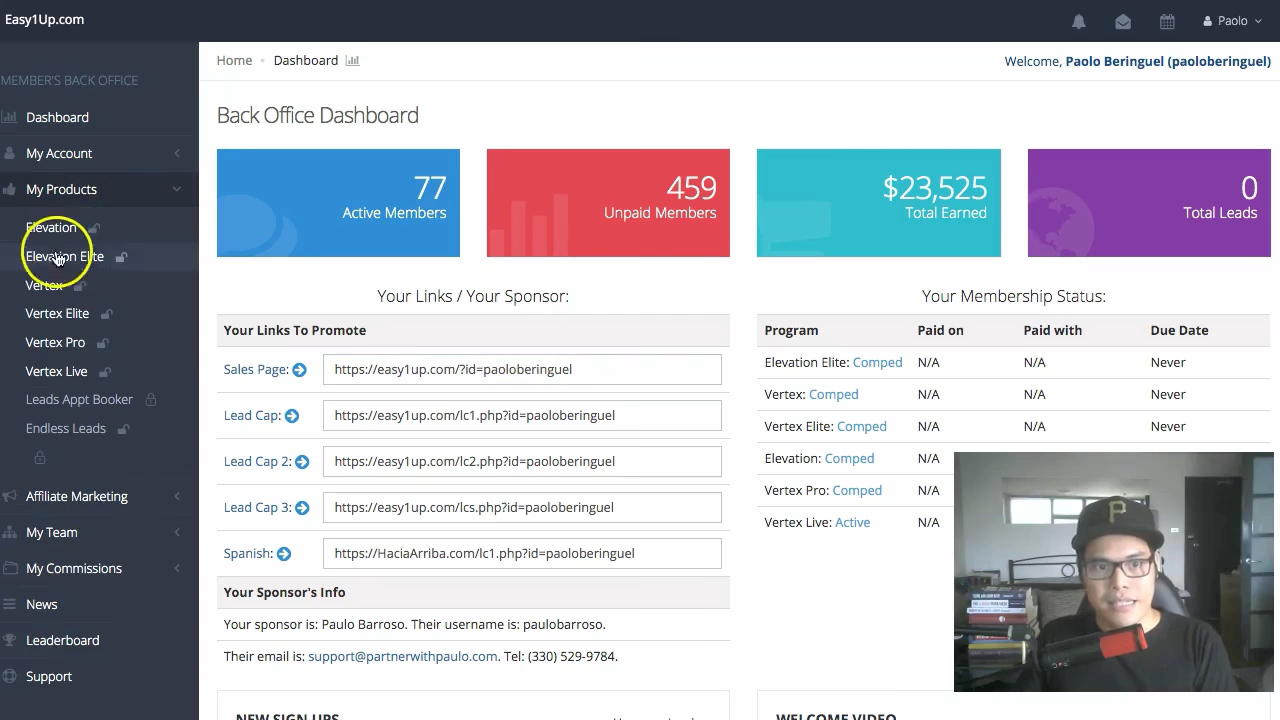 Easy1Up.com
Paolo
MEMBER'S BACK OFFICE
Dashboard
My Account
My Products
Elevation
Elevation Elite
Vertex
Vertex Elite
Vertex Pro
Vertex Live
Leads Appt Booker
Endless Leads
Affiliate Marketing
My Team
My Commissions
News
Leaderboard
Support
Home Dashboard
Welcome, Paolo Beringuel (paoloberinguel)
Back Office Dashboard
77
Active Members
459
Unpaid Members
$23,525
Total Earned
0
Total Leads
Your Links / Your Sponsor:
Your Links To Promote
Sales Page: https://easy1up.com/?id=paoloberinguel
Lead Cap: https://easy1up.com/lc1.php?id=paoloberinguel
Lead Cap 2: https://easy1up.com/lc2.php?id=paoloberinguel
Lead Cap 3: https://easy1up.com/lcs.php?id=paoloberinguel
Spanish: https://HaciaArriba.com/lc1.php?id=paoloberinguel
Your Sponsor's Info
Your sponsor is Paulo Barroso. Their username is: paulobarroso.
Their email is: support@partnerwithpaulo.com. Tel: (330) 529-9784.
Your Membership Status:
Program Paid on Paid with Due Date
Elevation Elite: Comped N/A N/A Never
Vertex: Comped N/A N/A Never
Vertex Elite: Comped N/A N/A Never
Elevation: Comped N/A
Vertex Pro: Comped N/A
Vertex Live: Active N/A
P
NEW SIGN UPS
WELCOME VIDEO